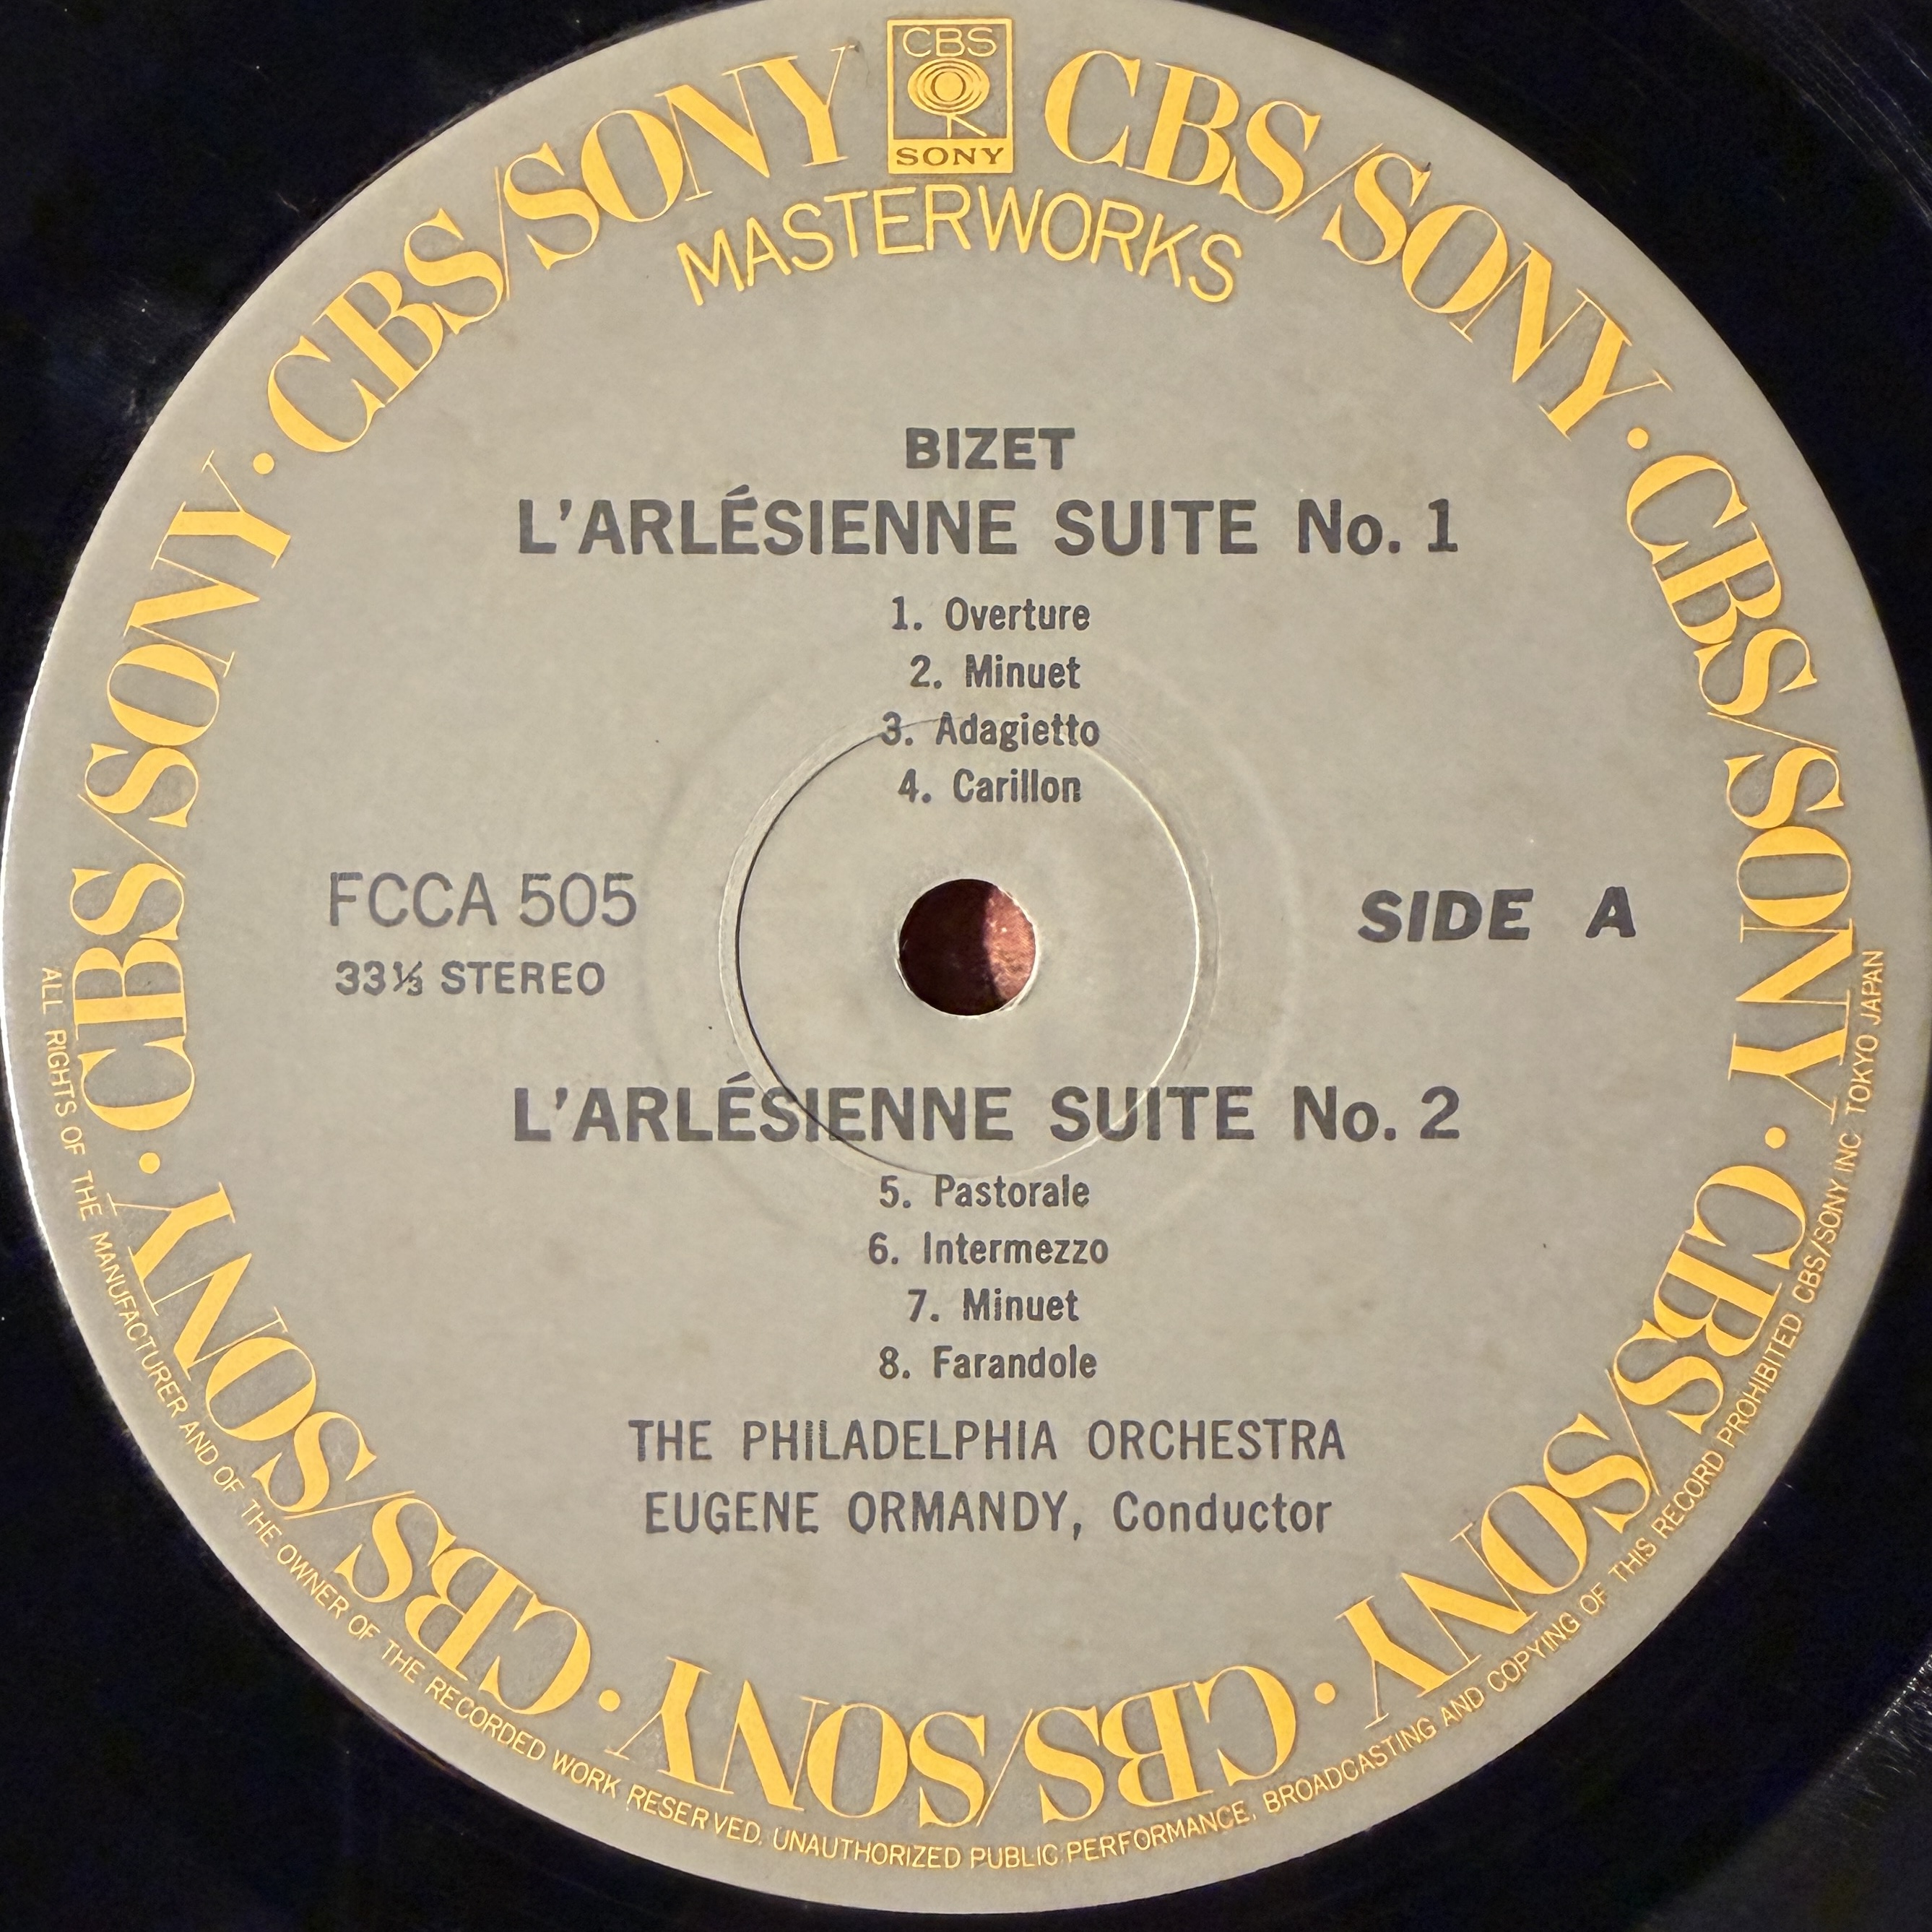 CBS
SONY
CBS/SONY · CBS/SONY · CBS/SONY · CBS/SONY · CBS/SONY · CBS/SONY · CBS/SONY · CBS/SONY
MASTERWORKS
BIZET
L'ARLÉSIENNE SUITE No. 1
1. Overture
2. Minuet
3. Adagietto
4. Carillon
FCCA 505
33⅓ STEREO
SIDE A
L'ARLÉSIENNE SUITE No. 2
5. Pastorale
6. Intermezzo
7. Minuet
8. Farandole
THE PHILADELPHIA ORCHESTRA
EUGENE ORMANDY, Conductor
ALL RIGHTS OF THE MANUFACTURER AND OF THE OWNER OF THE RECORDED WORK RESERVED. UNAUTHORIZED PUBLIC PERFORMANCE, BROADCASTING AND COPYING OF THIS RECORD PROHIBITED CBS/SONY INC. TOKYO JAPAN